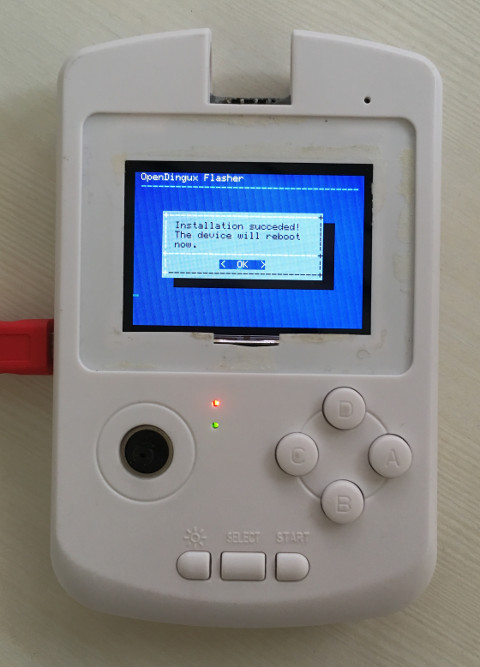 OpenDingux Flasher
Installation succeded!
The device will reboot
now.
< OK >
D
C
A
B
SELECT
START